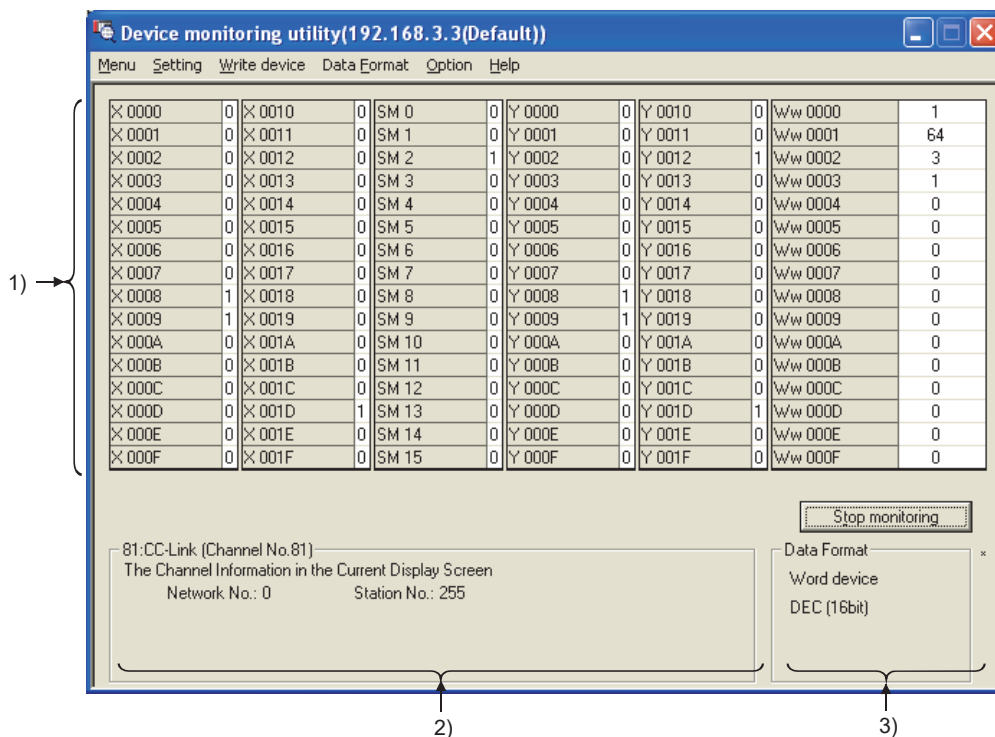 Device monitoring utility(192.168.3.3(Default))
Menu Setting Write device Data Format Option Help
X 0000 0 X 0010 0 SM 0 0 Y 0000 0 Y 0010 0 Ww 0000 1
X 0001 0 X 0011 0 SM 1 0 Y 0001 0 Y 0011 0 Ww 0001 64
X 0002 0 X 0012 0 SM 2 1 Y 0002 0 Y 0012 1 Ww 0002 3
X 0003 0 X 0013 0 SM 3 0 Y 0003 0 Y 0013 0 Ww 0003 1
X 0004 0 X 0014 0 SM 4 0 Y 0004 0 Y 0014 0 Ww 0004 0
X 0005 0 X 0015 0 SM 5 0 Y 0005 0 Y 0015 0 Ww 0005 0
X 0006 0 X 0016 0 SM 6 0 Y 0006 0 Y 0016 0 Ww 0006 0
X 0007 0 X 0017 0 SM 7 0 Y 0007 0 Y 0017 0 Ww 0007 0
1)
X 0008 1 X 0018 0 SM 8 0 Y 0008 1 Y 0018 0 Ww 0008 0
X 0009 1 X 0019 0 SM 9 0 Y 0009 1 Y 0019 0 Ww 0009 0
X 000A 0 X 001A 0 SM 10 0 Y 000A 0 Y 001A 0 Ww 000A 0
X 000B 0 X 001B 0 SM 11 0 Y 000B 0 Y 001B 0 Ww 000B 0
X 000C 0 X 001C 0 SM 12 0 Y 000C 0 Y 001C 0 Ww 000C 0
X 000D 0 X 001D 1 SM 13 0 Y 000D 0 Y 001D 1 Ww 000D 0
X 000E 0 X 001E 0 SM 14 0 Y 000E 0 Y 001E 0 Ww 000E 0
X 000F 0 X 001F 0 SM 15 0 Y 000F 0 Y 001F 0 Ww 000F 0
Stop monitoring
81:CC-Link (Channel No.81)
The Channel Information in the Current Display Screen
Network No.: 0 Station No.: 255
Data Format *
Word device
DEC (16bit)
2)
3)